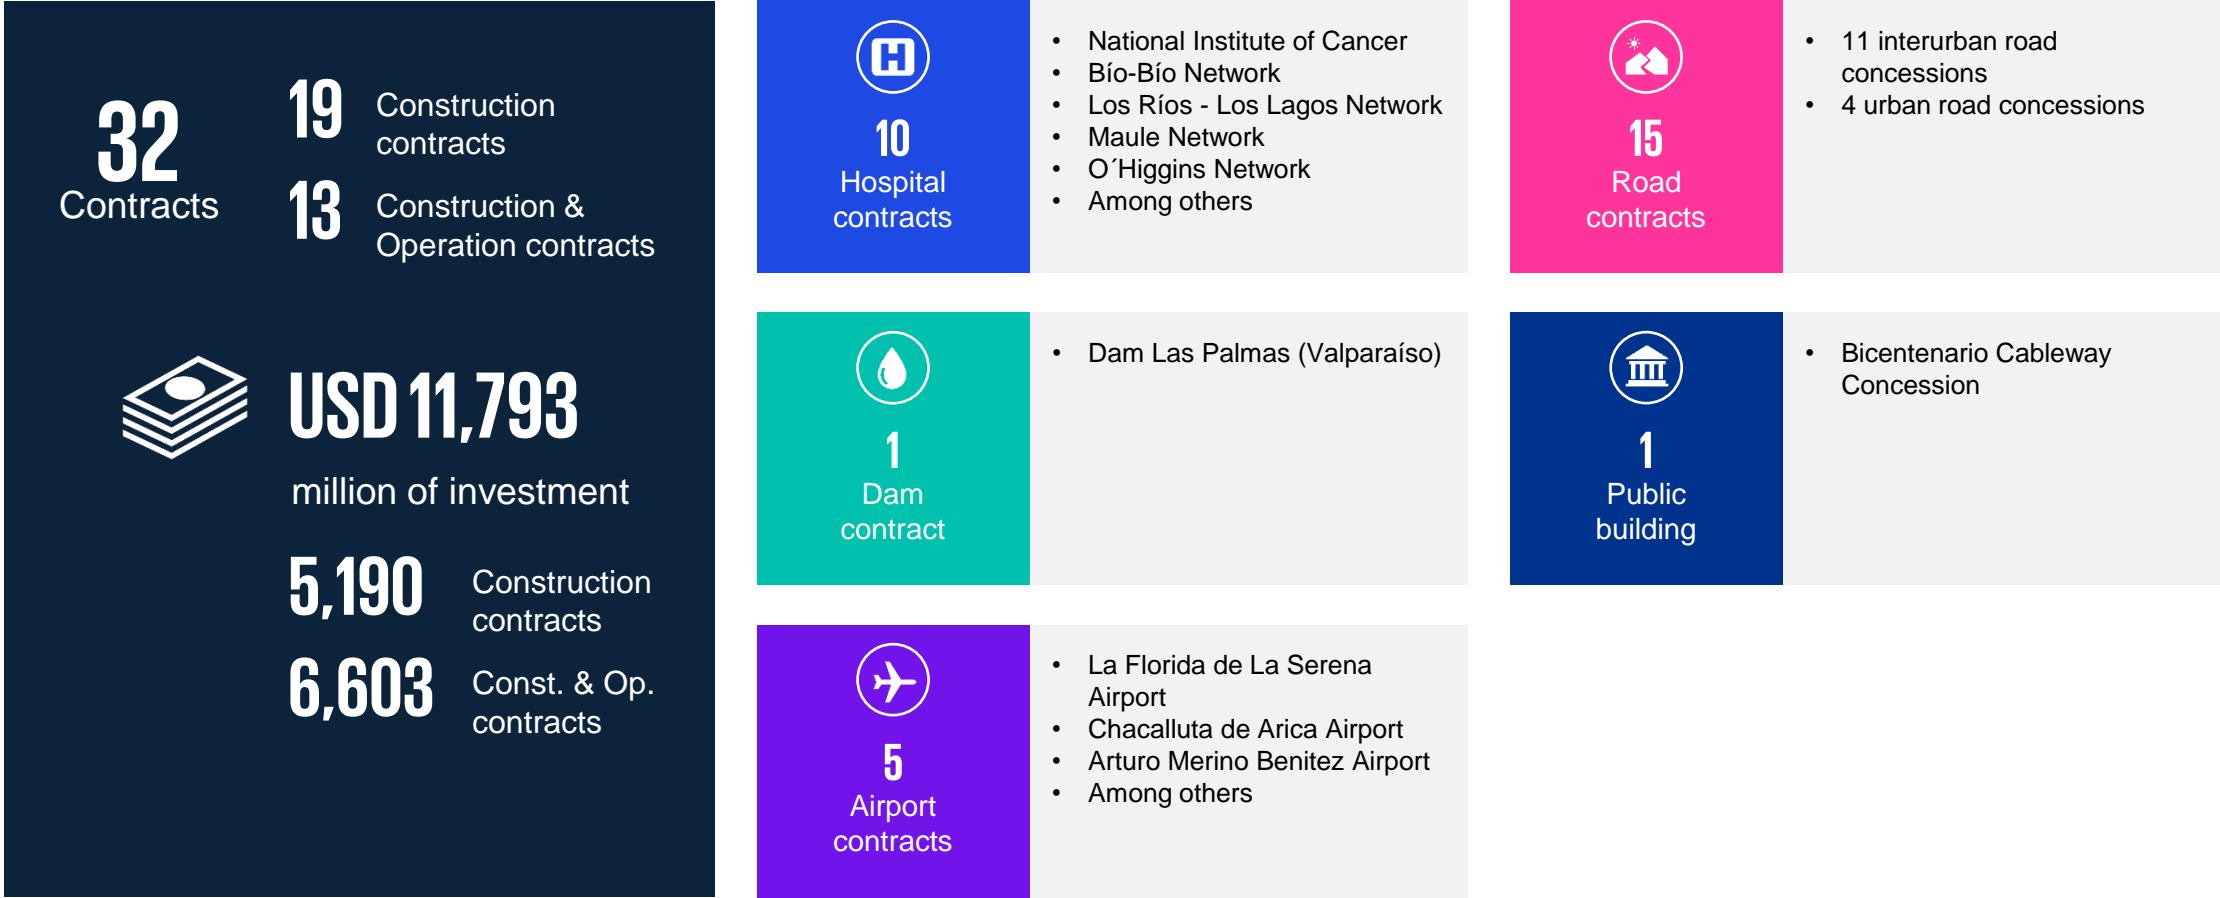 32
Contracts
19
Construction
contracts
13
Construction &
Operation contracts
USD 11,793
million of investment
5,190
Construction
contracts
6,603
Const. & Op.
contracts
H
10
Hospital
contracts
• National Institute of Cancer
• Bío-Bío Network
• Los Ríos - Los Lagos Network
• Maule Network
• O´Higgins Network
• Among others
15
Road
contracts
• 11 interurban road
concessions
• 4 urban road concessions
1
Dam
contract
• Dam Las Palmas (Valparaíso)
1
Public
building
• Bicentenario Cableway
Concession
5
Airport
contracts
• La Florida de La Serena
Airport
• Chacalluta de Arica Airport
• Arturo Merino Benitez Airport
• Among others